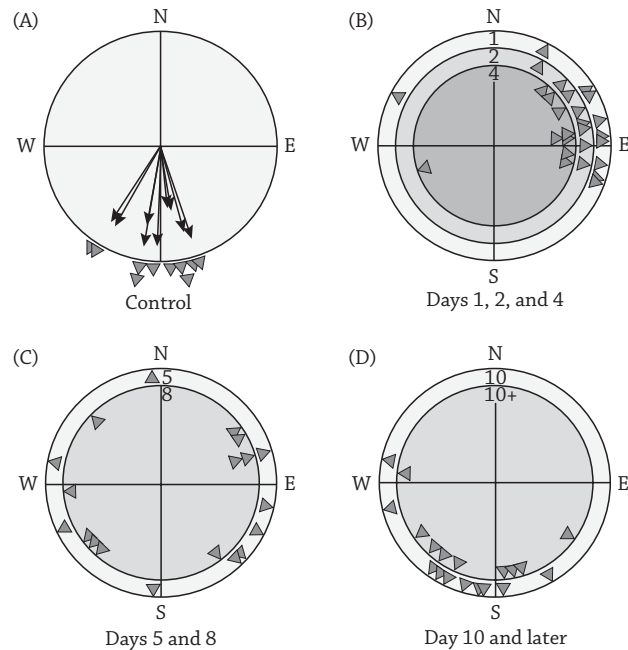 (A)
N
W
E
Control
(B)
N
1
2
4
W
E
S
Days 1, 2, and 4
(C)
N
5
8
W
E
S
Days 5 and 8
(D)
N
10
10+
W
E
S
Day 10 and later